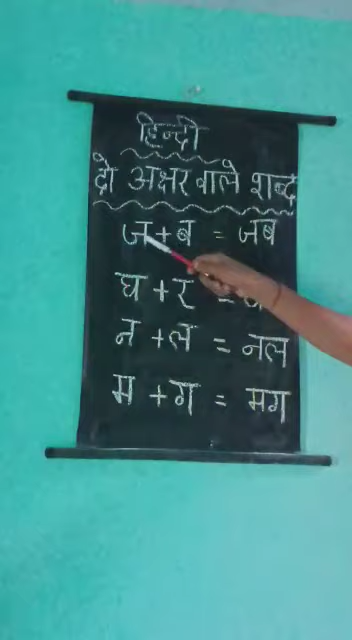 हिन्दी
दो अक्षर वाले शब्द
ज + ब = जब
घ + र =
न + ल = नल
म + ग = मग